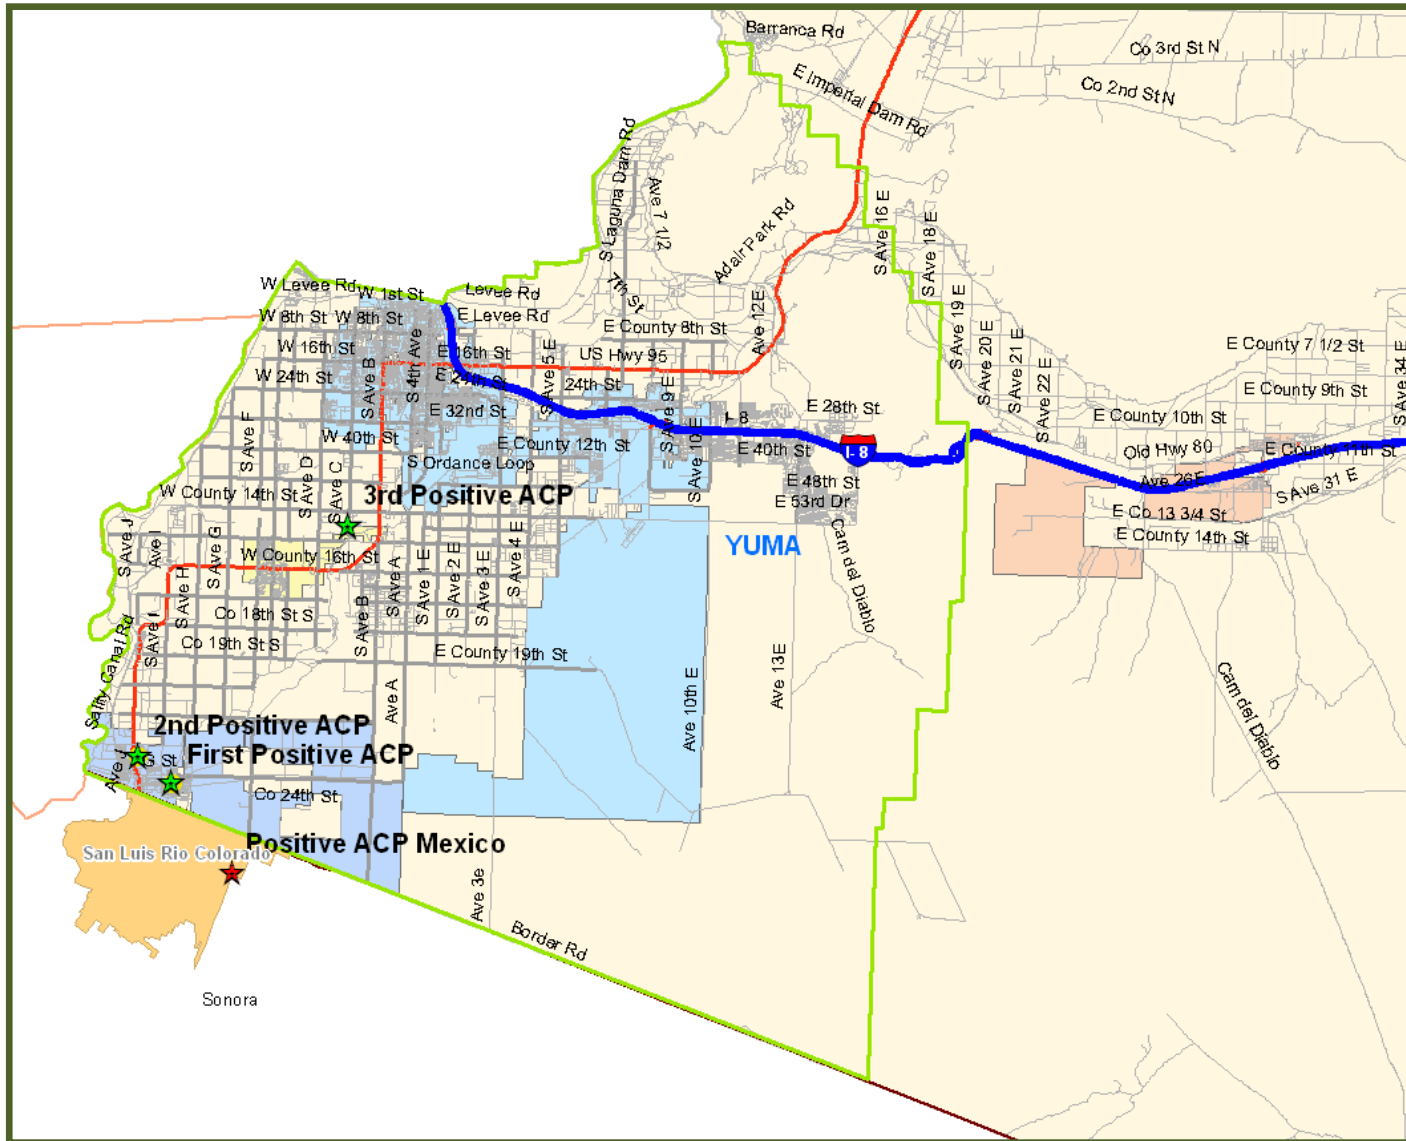 Barranca Rd
Co 3rd St N
E Imperial Dam Rd
Co 2nd St N
S Laguna Dam Rd
Ave 7 1/2
Adair Park Rd
S Ave 16 E
S Ave 18 E
W Levee Rd
W 1st St
Levee Rd
7th St
W 8th St
W 8th St
E Levee Rd
E County 8th St
Ave 12E
S Ave 19 E
S Ave 20 E
S Ave 21 E
S Ave 22 E
E County 7 1/2 St
S Ave 34 E
W 16th St
S 4th Ave
E 16th St
S Ave 5 E
US Hwy 95
W 24th St
S Ave B
E 24th St
24th St
E County 9th St
E 32nd St
S Ave 9 E
I-8
E 28th St
E County 10th St
S Ave F
W 40th St
E County 12th St
S Ave 10 E
E 40th St
I-8
Old Hwy 80
E County 11th St
S Ave D
S Ave C
S Ordance Loop
E 48th St
Ave 26E
S Ave 31 E
W County 14th St
3rd Positive ACP
E 53rd Dr
E Co 13 3/4 St
S Ave J
Ave I
S Ave G
S Ave 4 E
Cam del Diablo
E County 14th St
YUMA
W County 16th St
S Ave H
S Ave A
S Ave 1 E
S Ave 2 E
S Ave 3 E
Co 18th St S
S Ave B
S Ave I
Co 19th St S
E County 19th St
Salty Canal Rd
Ave A
Ave 10th E
Ave 13E
Cam del Diablo
2nd Positive ACP
First Positive ACP
G St
Ave J
Co 24th St
Positive ACP Mexico
San Luis Rio Colorado
Ave 3e
Border Rd
Sonora